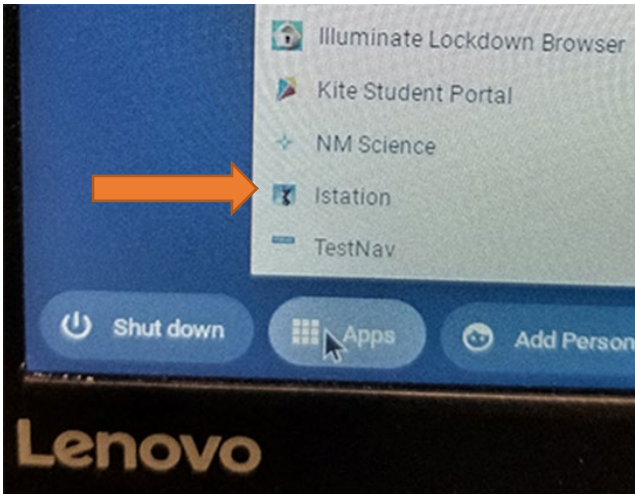 Illuminate Lockdown Browser
Kite Student Portal
NM Science
Istation
TestNav
Shut down
Apps
Add Person
Lenovo